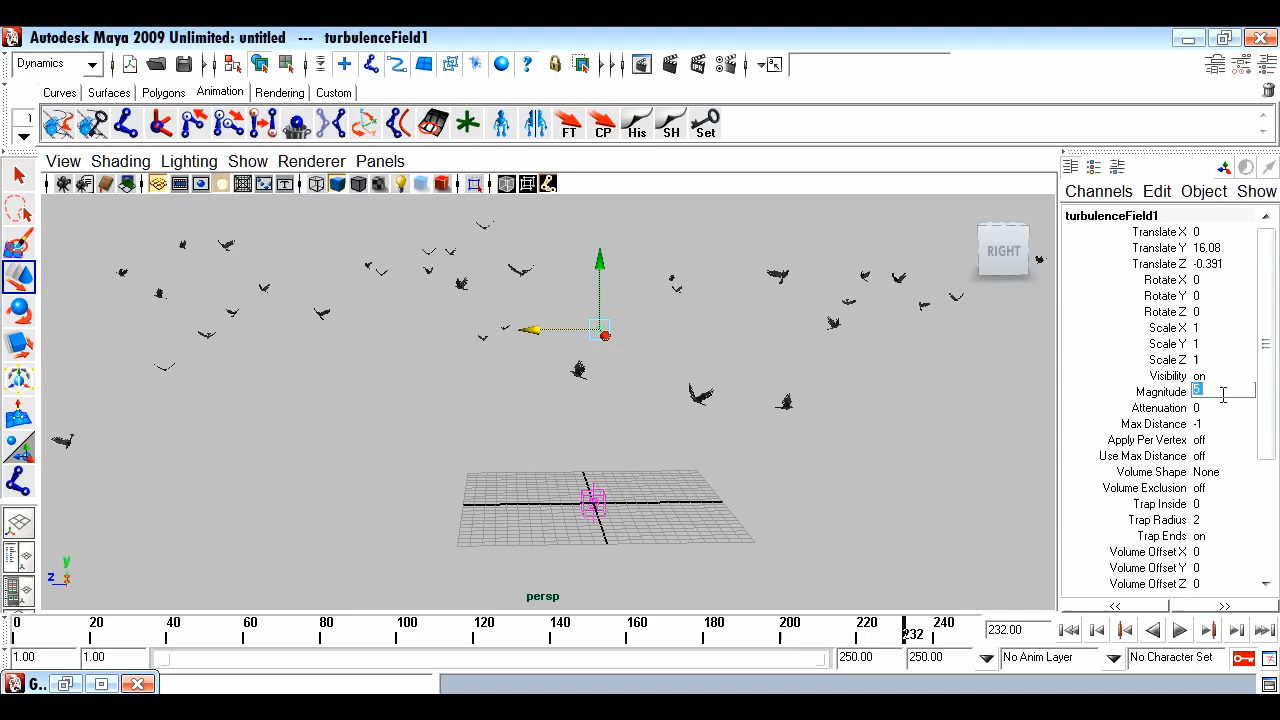 Autodesk Maya 2009 Unlimited: untitled --- turbulenceField1
Dynamics
Curves Surfaces Polygons Animation Rendering Custom
1
FT CP His SH Set
View Shading Lighting Show Renderer Panels
Channels Edit Object Show
turbulenceField1
Translate X 0
Translate Y 16.08
Translate Z -0.391
Rotate X 0
Rotate Y 0
Rotate Z 0
Scale X 1
Scale Y 1
Scale Z 1
Visibility on
Magnitude 5
Attenuation 0
Max Distance -1
Apply Per Vertex off
Use Max Distance off
Volume Shape None
Volume Exclusion off
Trap Inside 0
Trap Radius 2
Trap Ends on
Volume Offset X 0
Volume Offset Y 0
Volume Offset Z 0
RIGHT
y
z x
persp
<< >>
0 20 40 60 80 100 120 140 160 180 200 220 232 240
232.00
1.00 1.00 250.00 250.00 No Anim Layer No Character Set
G..